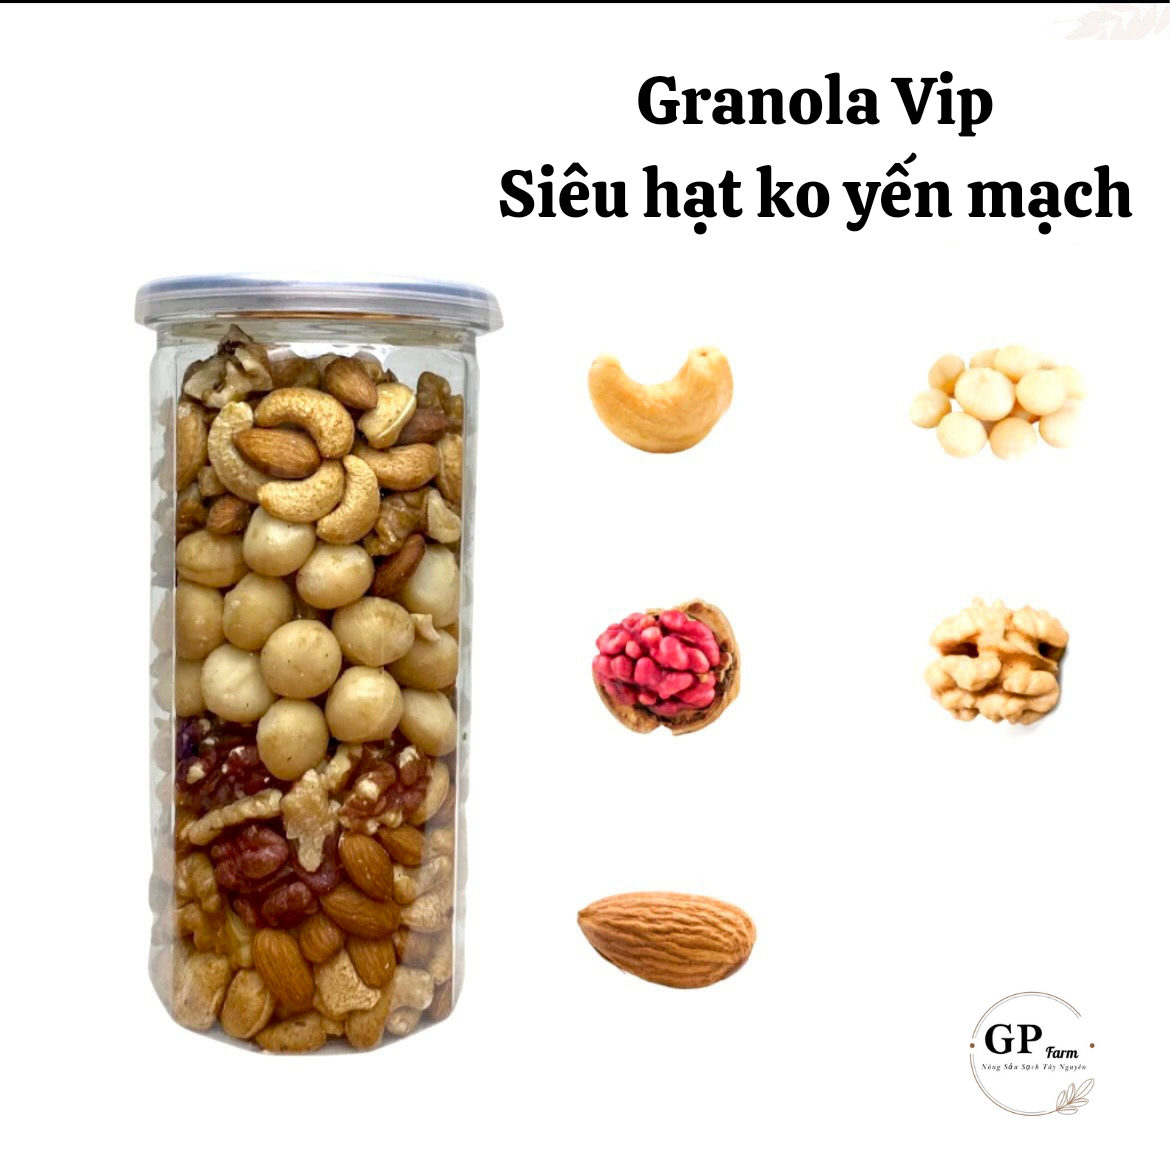 Granola Vip
Siêu hạt ko yến mạch
GP Farm
Nông Sản Sạch Tây Nguyên